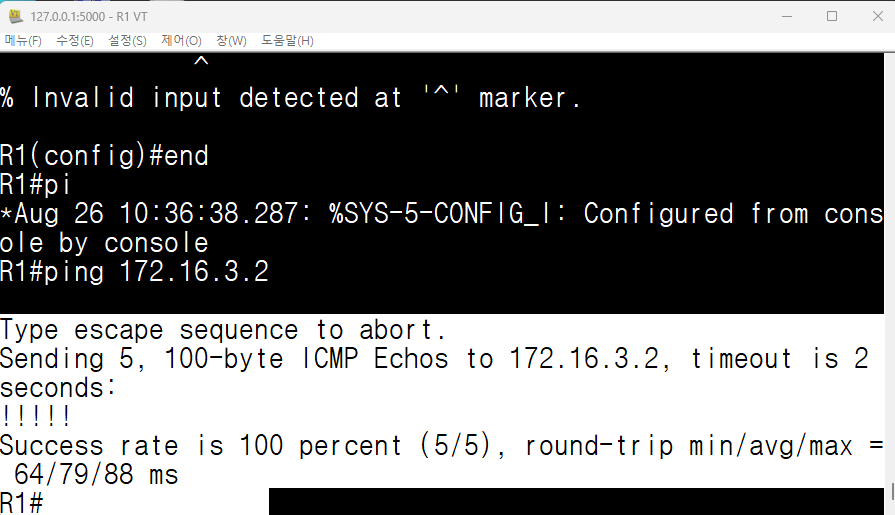 127.0.0.1:5000 - R1 VT
메뉴(F) 수정(E) 설정(S) 제어(O) 창(W) 도움말(H)
^
% Invalid input detected at '^' marker.
R1(config)#end
R1#pi
*Aug 26 10:36:38.287: %SYS-5-CONFIG_I: Configured from cons
ole by console
R1#ping 172.16.3.2
Type escape sequence to abort.
Sending 5, 100-byte ICMP Echos to 172.16.3.2, timeout is 2
seconds:
!!!!!
Success rate is 100 percent (5/5), round-trip min/avg/max =
 64/79/88 ms
R1#